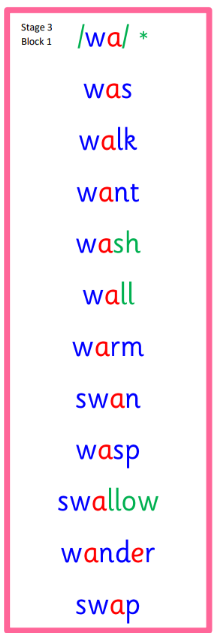 Stage 3
Block 1
/wa/ *
was
walk
want
wash
wall
warm
swan
wasp
swallow
wander
swap